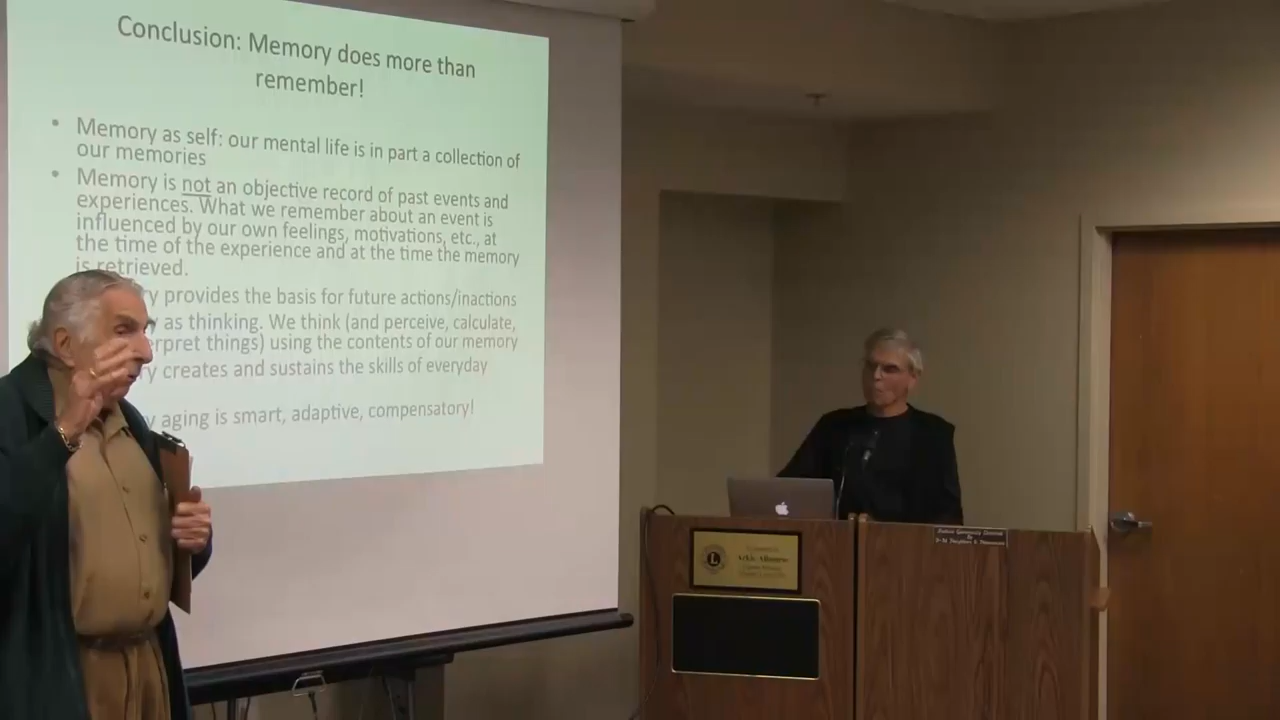 Conclusion: Memory does more than
remember!
• Memory as self: our mental life is in part a collection of
our memories
• Memory is not an objective record of past events and
experiences. What we remember about an event is
influenced by our own feelings, motivations, etc., at
the time of the experience and at the time the memory
is retrieved.
ry provides the basis for future actions/inactions
y as thinking. We think (and perceive, calculate,
erpret things) using the contents of our memory
ry creates and sustains the skills of everyday
y aging is smart, adaptive, compensatory!
L